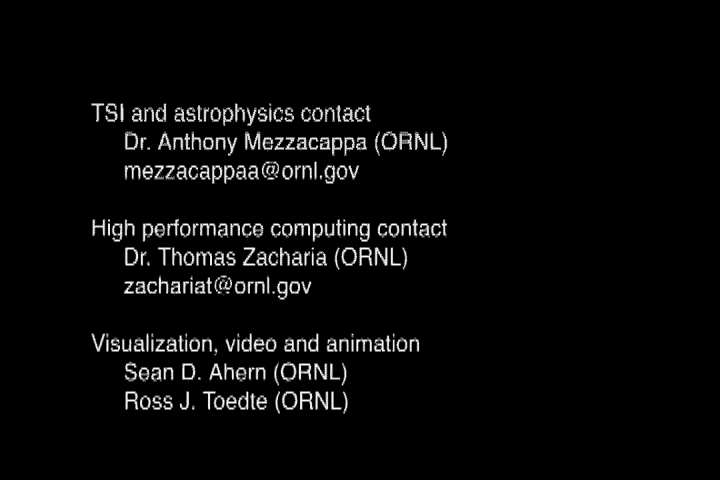 TSI and astrophysics contact
Dr. Anthony Mezzacappa (ORNL)
mezzacappaa@ornl.gov
High performance computing contact
Dr. Thomas Zacharia (ORNL)
zachariat@ornl.gov
Visualization, video and animation
Sean D. Ahern (ORNL)
Ross J. Toedte (ORNL)